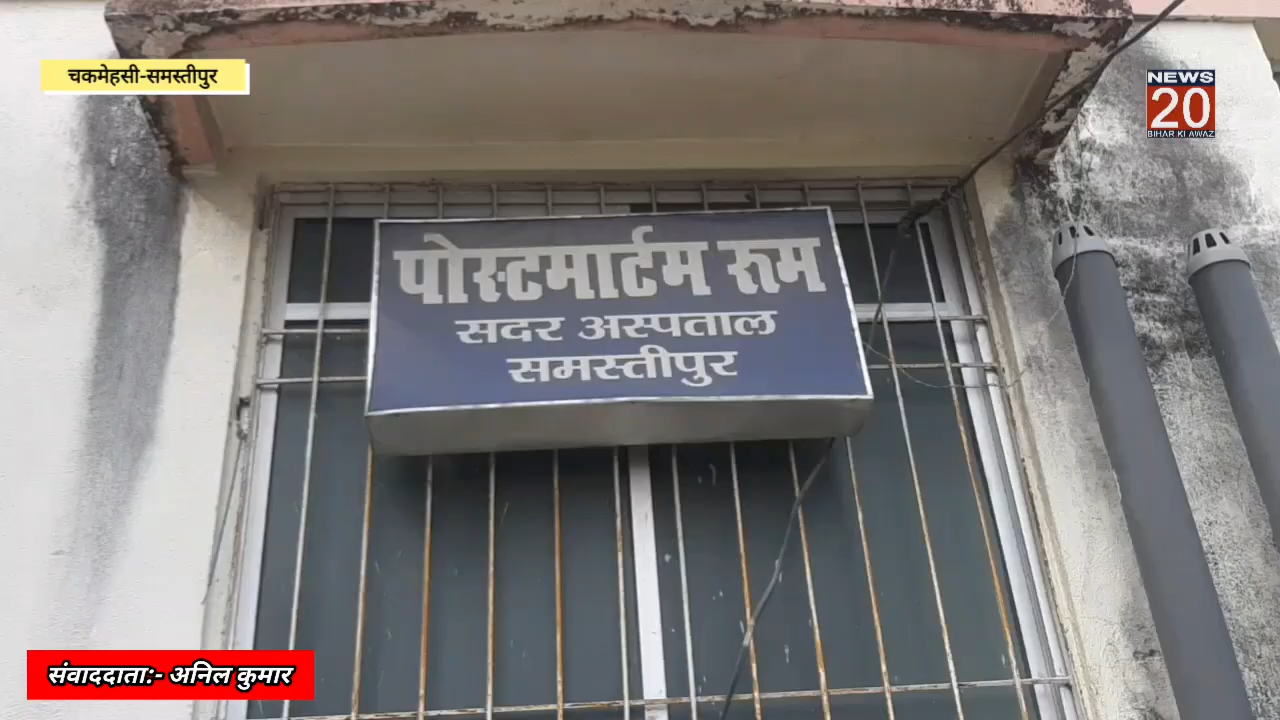 चकमेहसी-समस्तीपुर
NEWS
20
BIHAR KI AWAZ
पोस्टमार्टम रूम
सदर अस्पताल
समस्तीपुर
संवाददाता:- अनिल कुमार